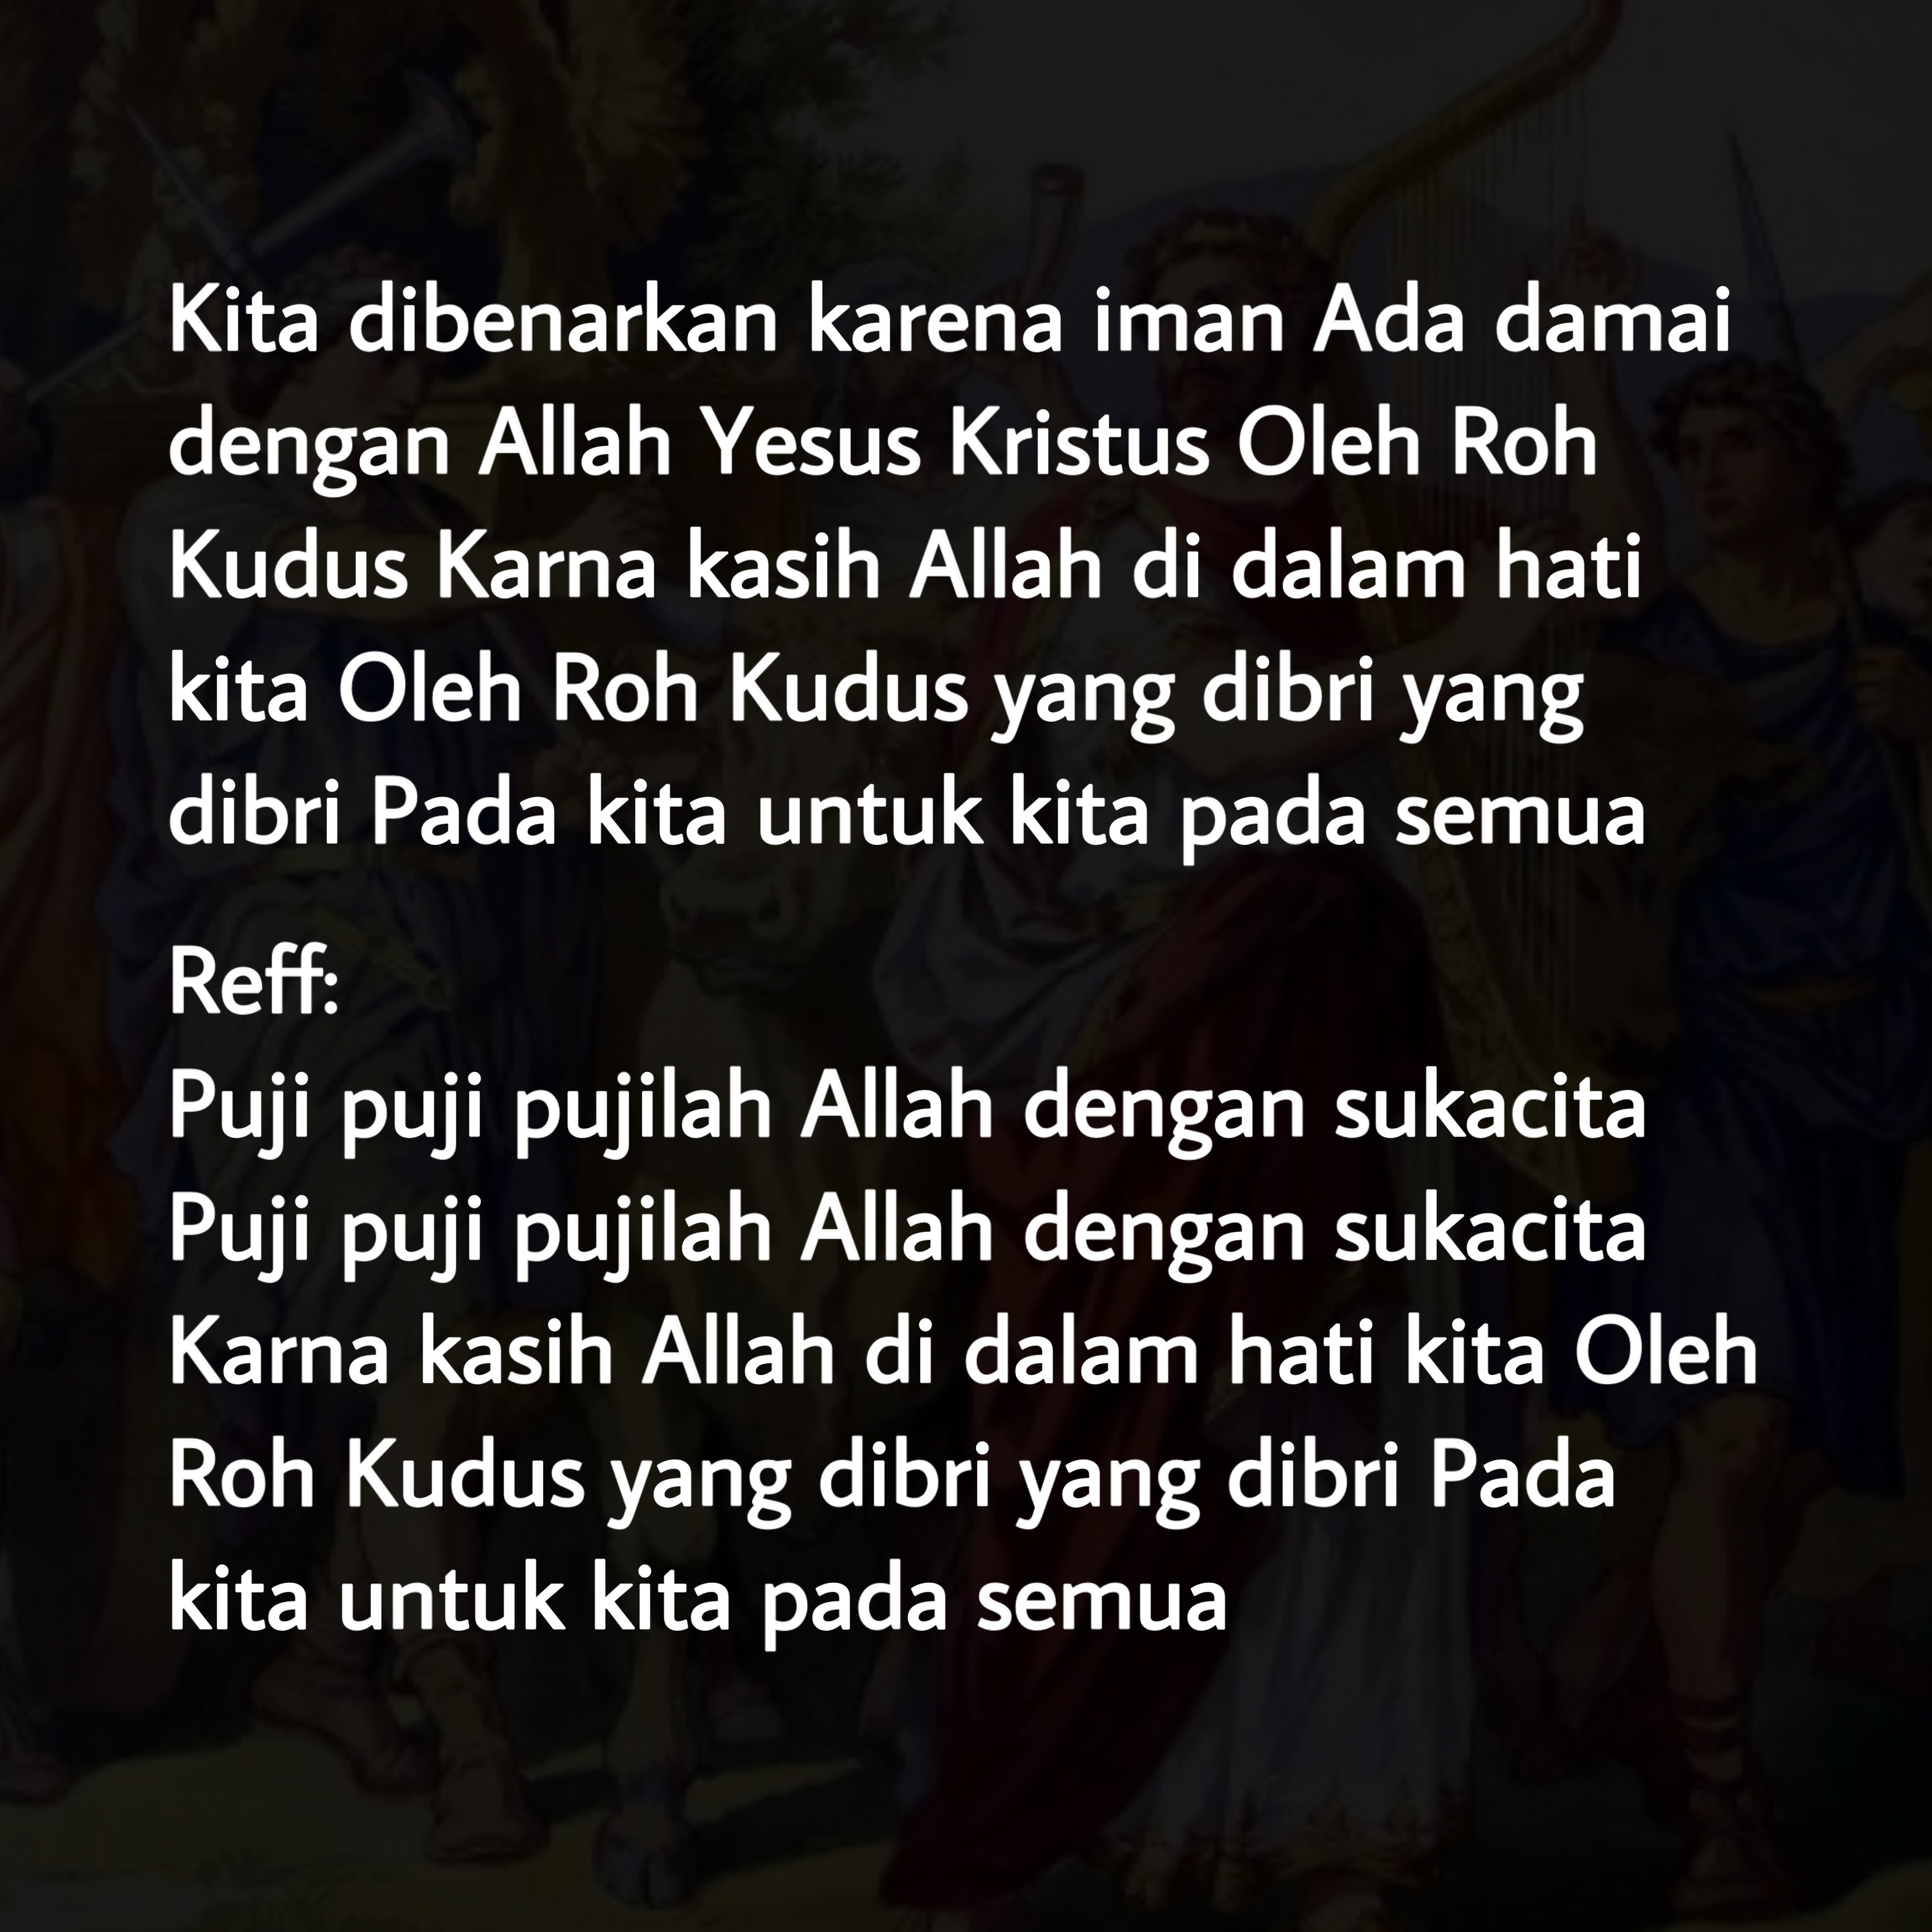 Kita dibenarkan karena iman Ada damai
dengan Allah Yesus Kristus Oleh Roh
Kudus Karna kasih Allah di dalam hati
kita Oleh Roh Kudus yang dibri yang
dibri Pada kita untuk kita pada semua
Reff:
Puji puji pujilah Allah dengan sukacita
Puji puji pujilah Allah dengan sukacita
Karna kasih Allah di dalam hati kita Oleh
Roh Kudus yang dibri yang dibri Pada
kita untuk kita pada semua